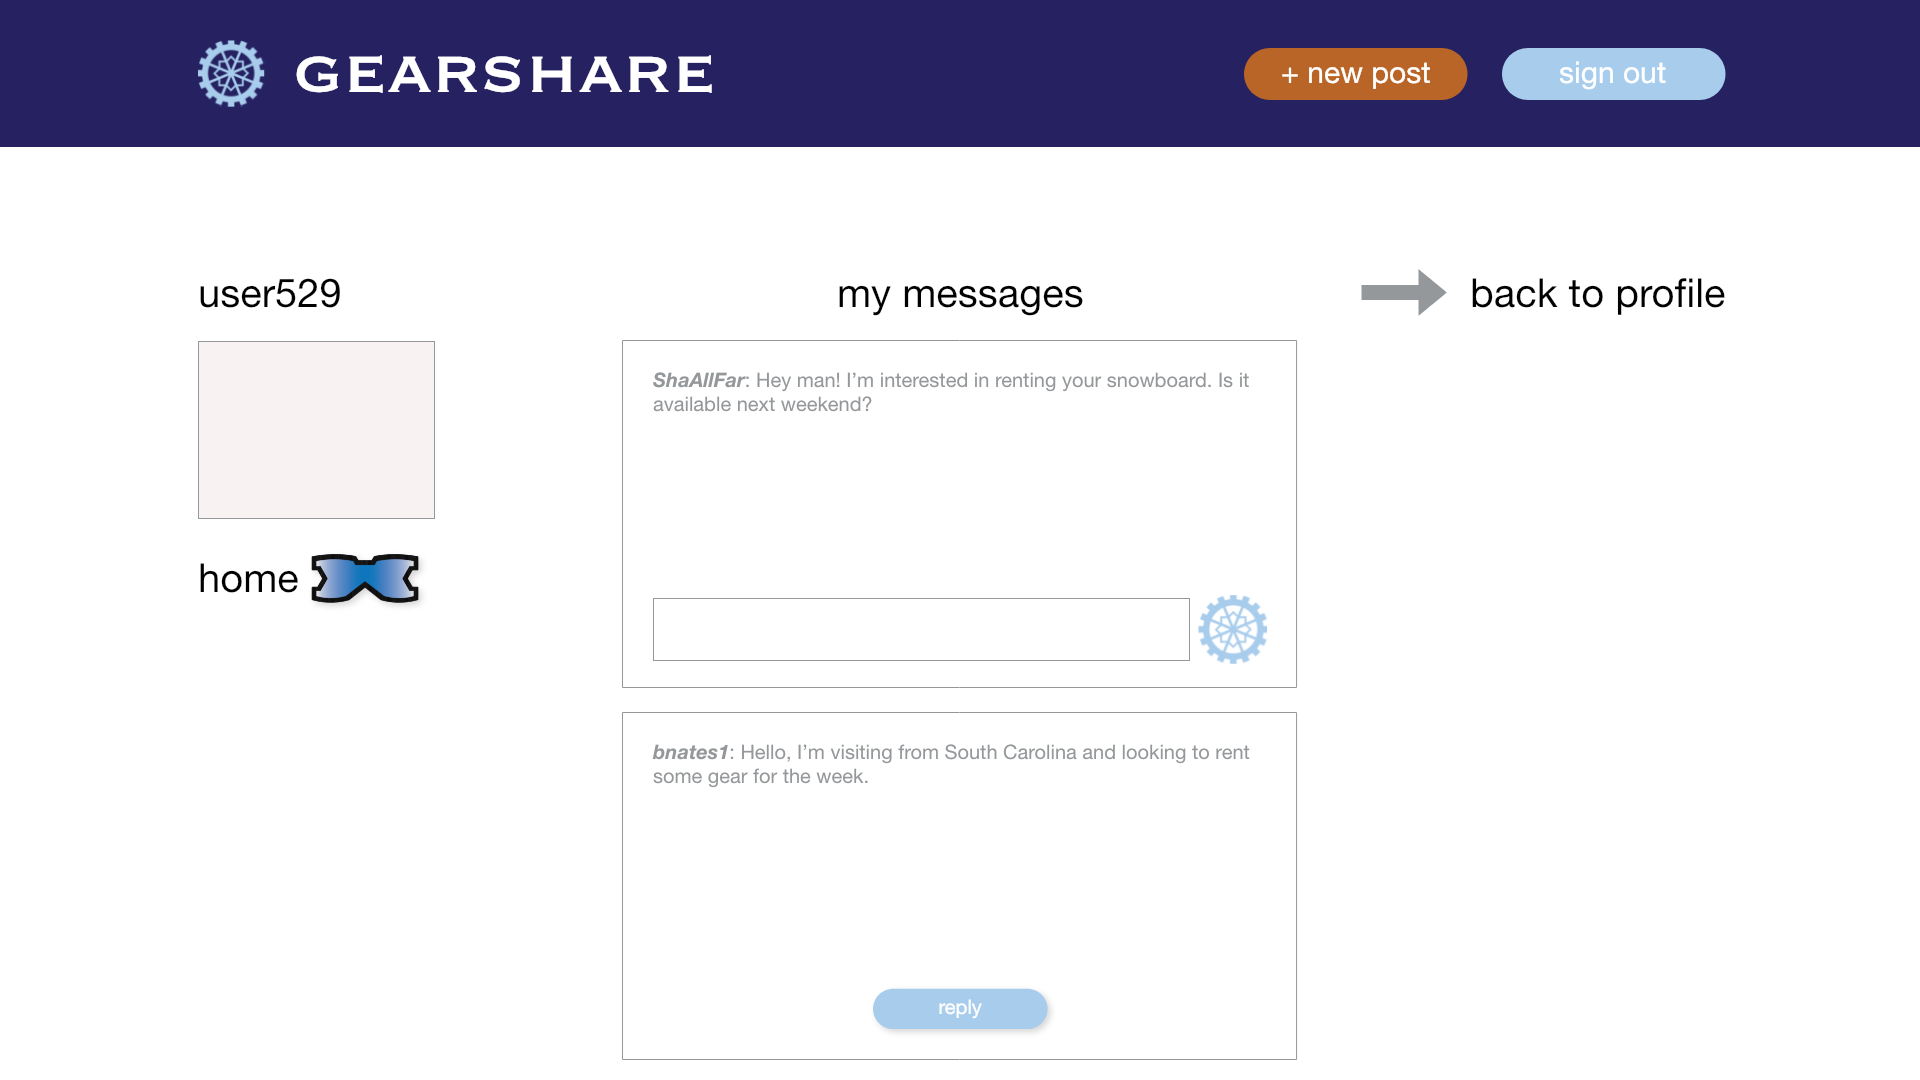 GEARSHARE
+ new post
sign out
user529
my messages
back to profile
ShaAllFar: Hey man! I’m interested in renting your snowboard. Is it
available next weekend?
home
bnates1: Hello, I’m visiting from South Carolina and looking to rent
some gear for the week.
reply